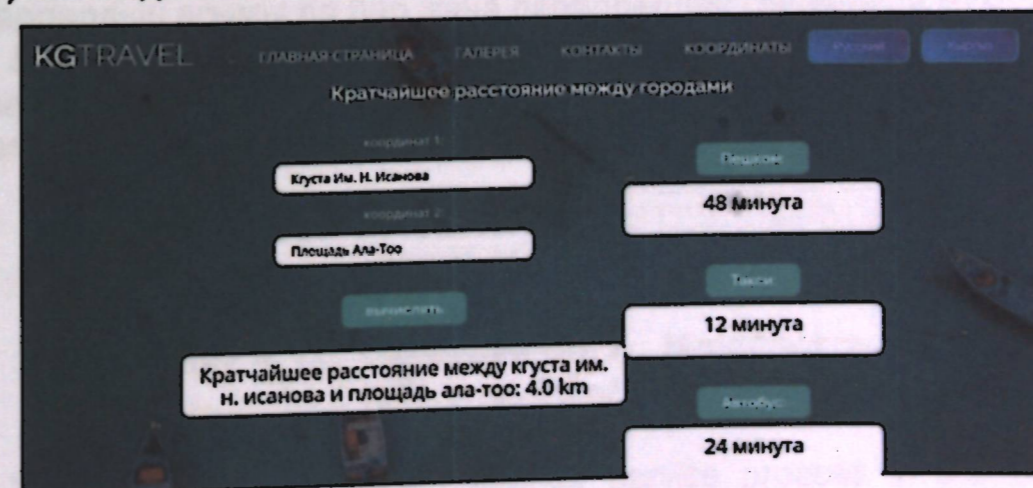 KGTRAVEL ГЛАВНАЯ СТРАНИЦА ГАЛЕРЕЯ КОНТАКТЫ КООРДИНАТЫ Русский
Кратчайшее расстояние между городами
координат 1:
Кгуста Им. Н. Исанова
координат 2:
Площадь Ала-Тоо
вычислить
Кратчайшее расстояние между кгуста им.
н. исанова и площадь ала-тоо: 4.0 km
Пешком
48 минута
Такси
12 минута
Автобус
24 минута